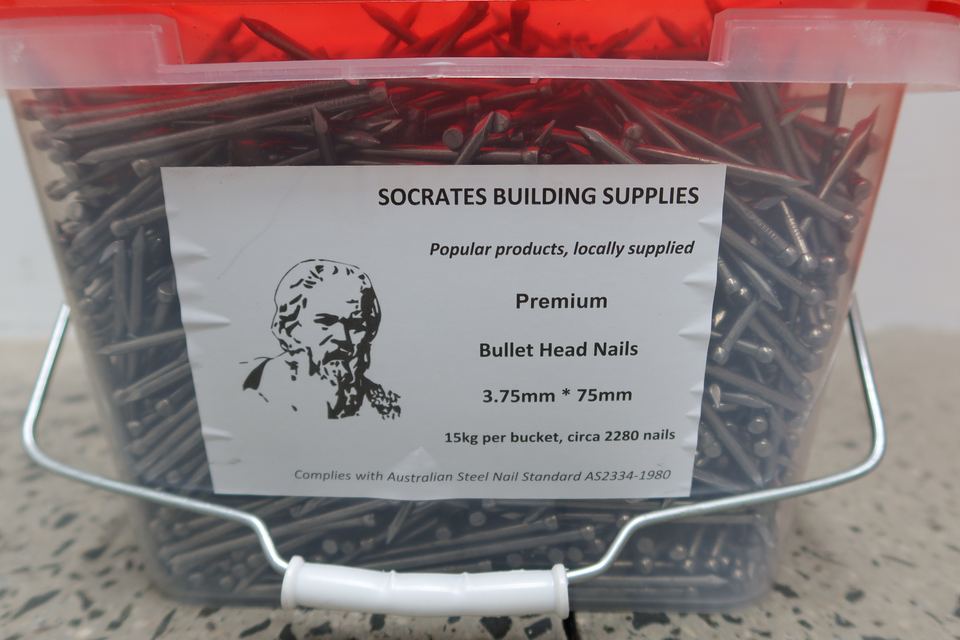 SOCRATES BUILDING SUPPLIES
Popular products, locally supplied
Premium
Bullet Head Nails
3.75mm * 75mm
15kg per bucket, circa 2280 nails
Complies with Australian Steel Nail Standard AS2334-1980